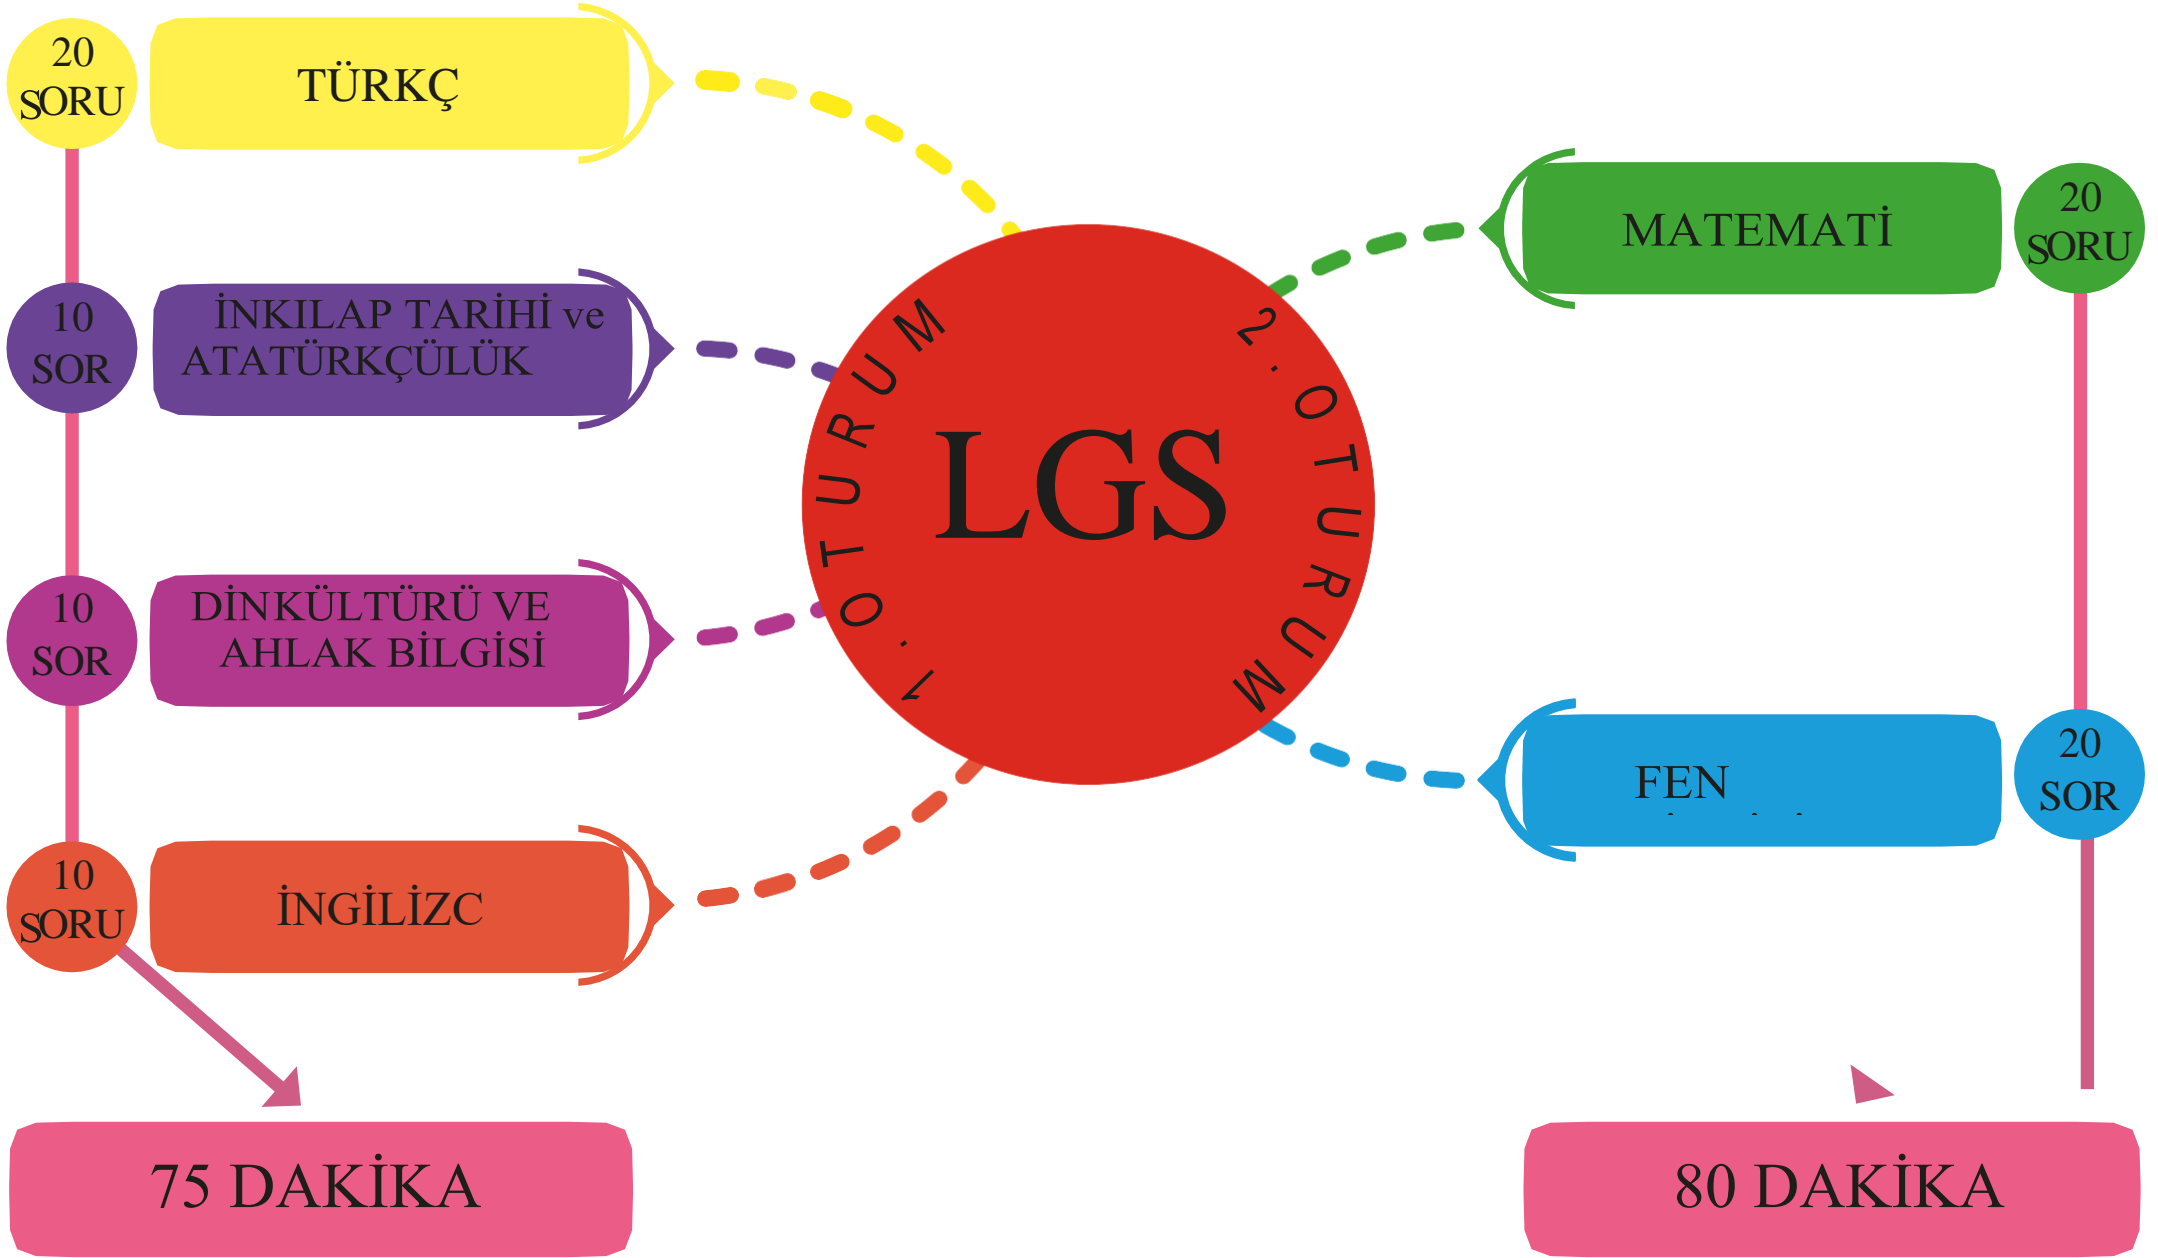 20
SORU
TÜRKÇ
10
SOR
İNKILAP TARİHİ ve
ATATÜRKÇÜLÜK
10
SOR
DİNKÜLTÜRÜ VE
AHLAK BİLGİSİ
10
SORU
İNGİLİZC
75 DAKİKA
1.OTURUM
LGS
2.OTURUM
MATEMATİ
20
SORU
FEN
20
SOR
80 DAKİKA